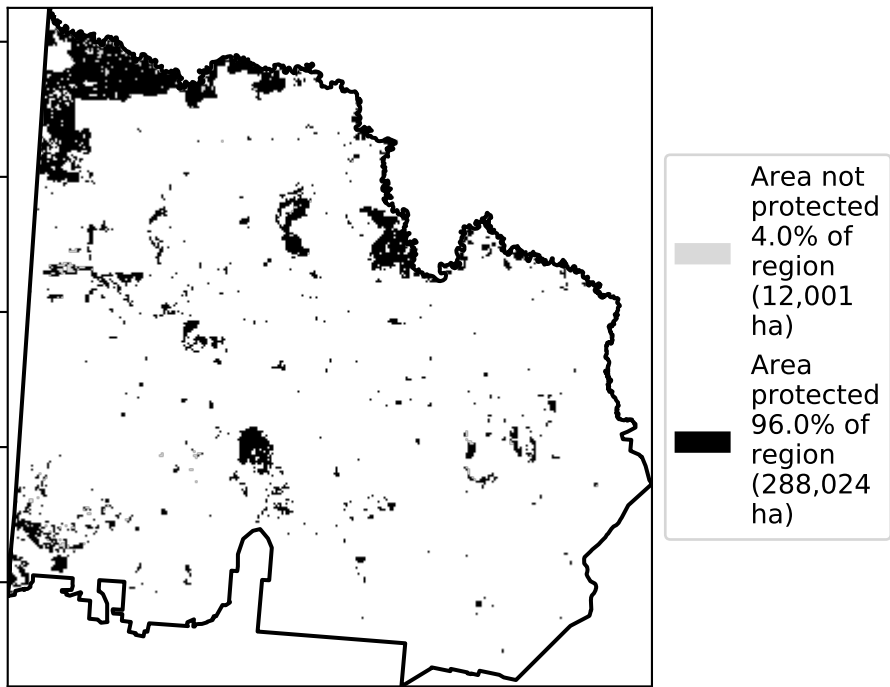 Area not
protected
4.0% of
region
(12,001
ha)
Area
protected
96.0% of
region
(288,024
ha)